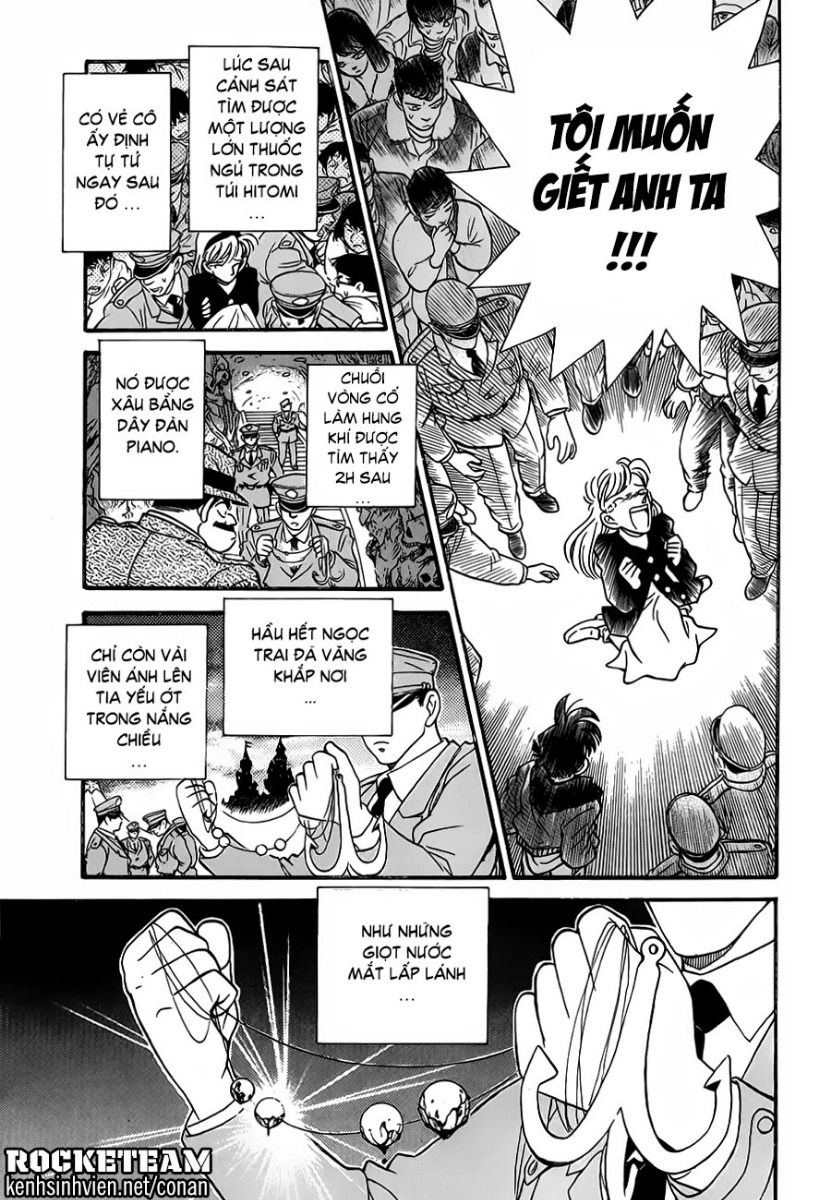 TÔI MUỐN
GIẾT ANH TA
!!!
LÚC SAU
CẢNH SÁT
TÌM ĐƯỢC
MỘT LƯỢNG
LỚN THUỐC
NGỦ TRONG
TÚI HITOMI
...
CÓ VẺ CÔ
ẤY ĐỊNH
TỰ TỬ
NGAY SAU
ĐÓ ...
CHUỖI
VÒNG CỔ
LÀM HUNG
KHÍ ĐƯỢC
TÌM THẤY
2H SAU
...
NÓ ĐƯỢC
XÂU BẰNG
DÂY ĐÀN
PIANO.
HẦU HẾT NGỌC
TRAI ĐÃ VĂNG
KHẮP NƠI
...
CHỈ CÒN VÀI
VIÊN ÁNH LÊN
TIA YẾU ỚT
TRONG NẮNG
CHIỀU
...
NHƯ NHỮNG
GIỌT NƯỚC
MẮT LẤP LÁNH
...
ROCKETEAM
kenhsinhvien.net/conan